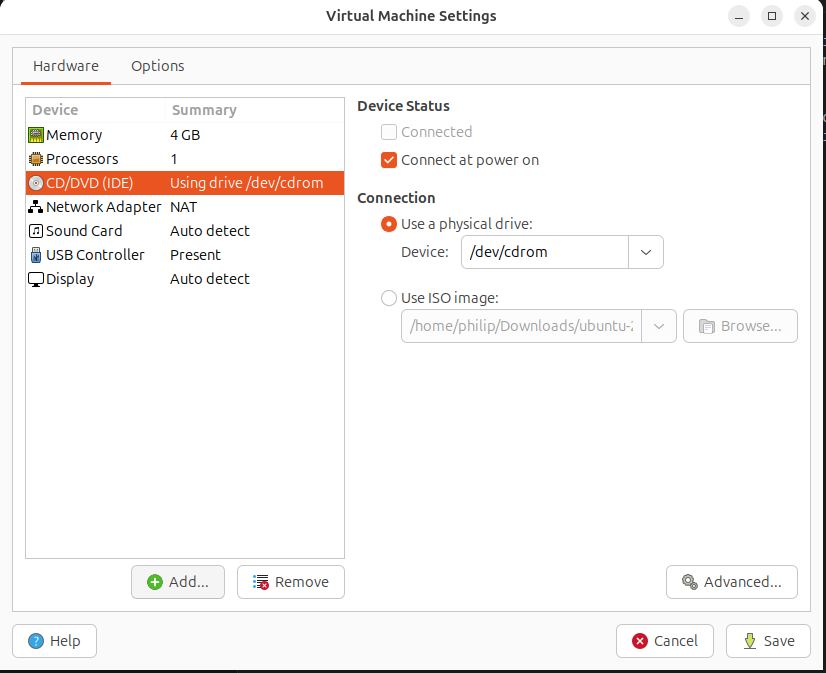 Virtual Machine Settings
Hardware Options
Device Summary
Memory 4 GB
Processors 1
CD/DVD (IDE) Using drive /dev/cdrom
Network Adapter NAT
Sound Card Auto detect
USB Controller Present
Display Auto detect
Add... Remove
Device Status
Connected
Connect at power on
Connection
Use a physical drive:
Device: /dev/cdrom
Use ISO image:
/home/philip/Downloads/ubuntu- Browse...
Advanced...
Help Cancel Save